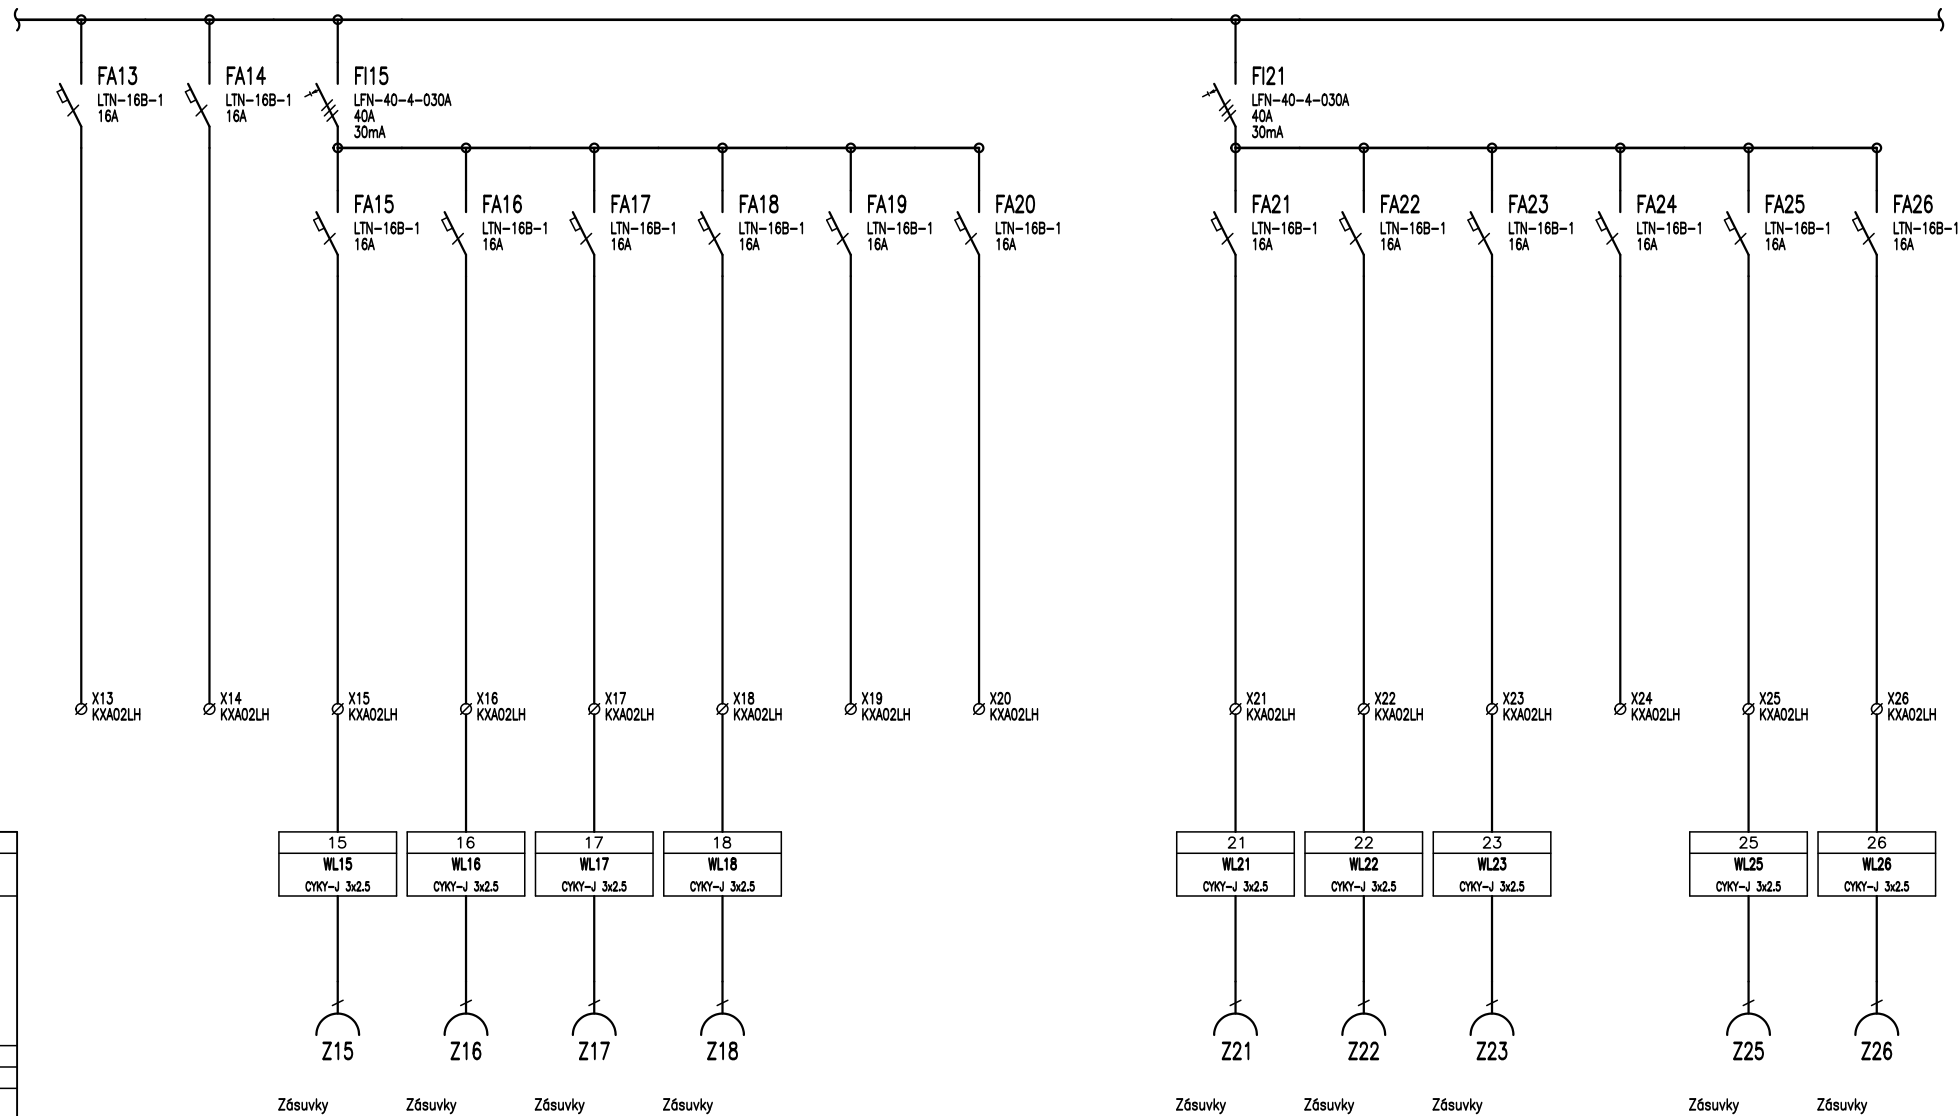 FA13
LTN-16B-1
16A
FA14
LTN-16B-1
16A
FI15
LFN-40-4-030A
40A
30mA
FI21
LFN-40-4-030A
40A
30mA
FA15
LTN-16B-1
16A
FA16
LTN-16B-1
16A
FA17
LTN-16B-1
16A
FA18
LTN-16B-1
16A
FA19
LTN-16B-1
16A
FA20
LTN-16B-1
16A
FA21
LTN-16B-1
16A
FA22
LTN-16B-1
16A
FA23
LTN-16B-1
16A
FA24
LTN-16B-1
16A
FA25
LTN-16B-1
16A
FA26
LTN-16B-1
16A
X13
KXA02LH
X14
KXA02LH
X15
KXA02LH
X16
KXA02LH
X17
KXA02LH
X18
KXA02LH
X19
KXA02LH
X20
KXA02LH
X21
KXA02LH
X22
KXA02LH
X23
KXA02LH
X24
KXA02LH
X25
KXA02LH
X26
KXA02LH
15
WL15
CYKY-J 3x2.5
16
WL16
CYKY-J 3x2.5
17
WL17
CYKY-J 3x2.5
18
WL18
CYKY-J 3x2.5
21
WL21
CYKY-J 3x2.5
22
WL22
CYKY-J 3x2.5
23
WL23
CYKY-J 3x2.5
25
WL25
CYKY-J 3x2.5
26
WL26
CYKY-J 3x2.5
Z15
Z16
Z17
Z18
Z21
Z22
Z23
Z25
Z26
Zásuvky
Zásuvky
Zásuvky
Zásuvky
Zásuvky
Zásuvky
Zásuvky
Zásuvky
Zásuvky